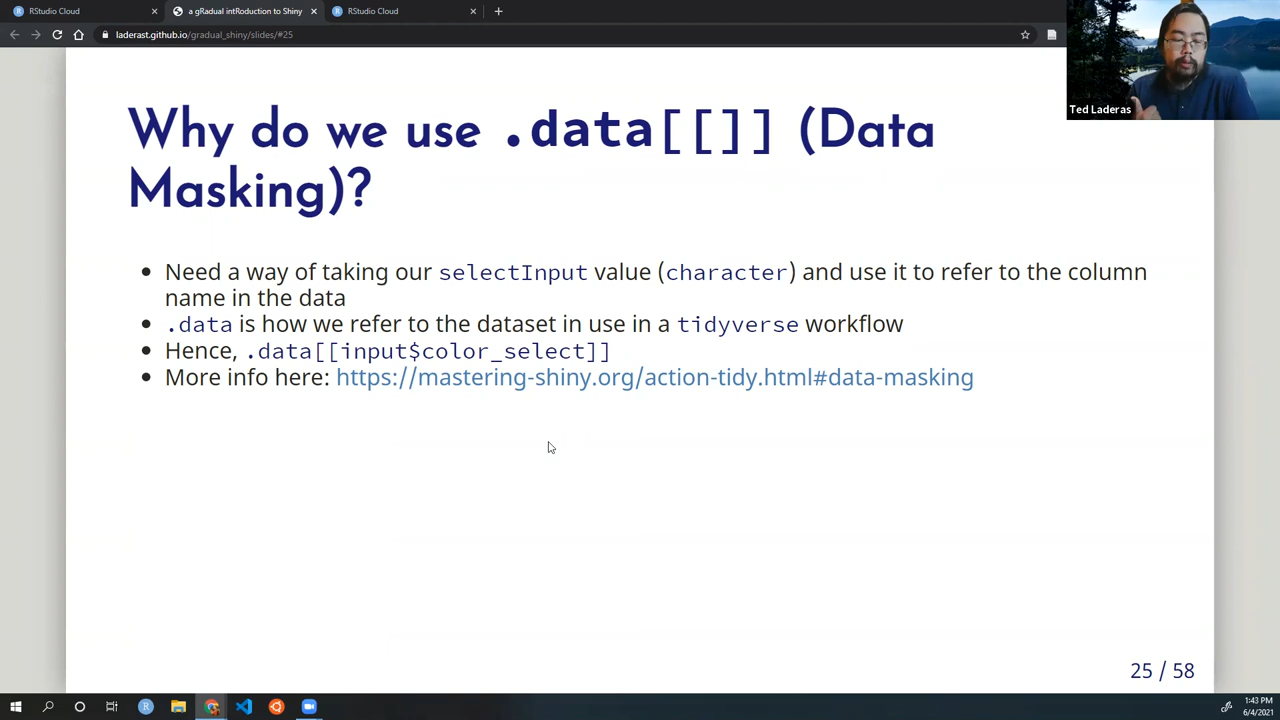 RStudio Cloud
a gRadual intRoduction to Shiny
RStudio Cloud
laderast.github.io/gradual_shiny/slides/#25
Ted Laderas
Why do we use .data[[]] (Data
Masking)?
Need a way of taking our selectInput value (character) and use it to refer to the column
name in the data
.data is how we refer to the dataset in use in a tidyverse workflow
Hence, .data[[input$color_select]]
More info here: https://mastering-shiny.org/action-tidy.html#data-masking
25 / 58
1:43 PM
6/4/2021